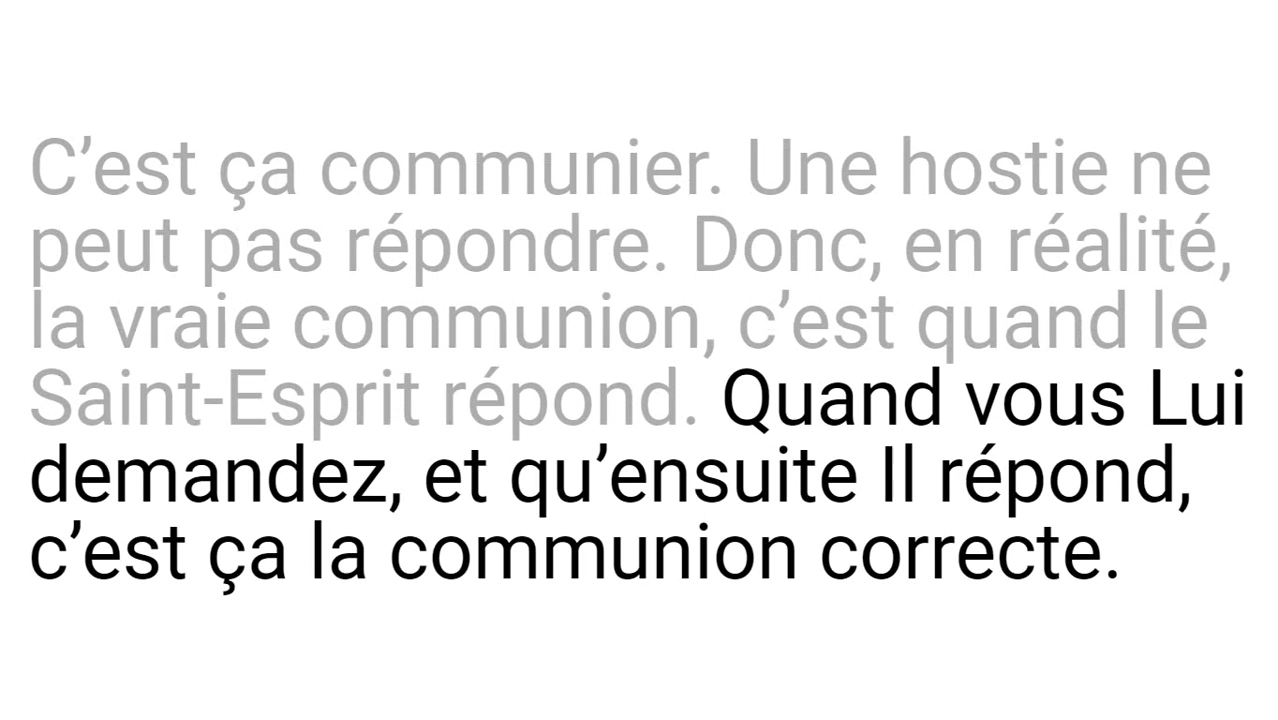 C’est ça communier. Une hostie ne
peut pas répondre. Donc, en réalité,
la vraie communion, c’est quand le
Saint-Esprit répond. Quand vous Lui
demandez, et qu’ensuite Il répond,
c’est ça la communion correcte.